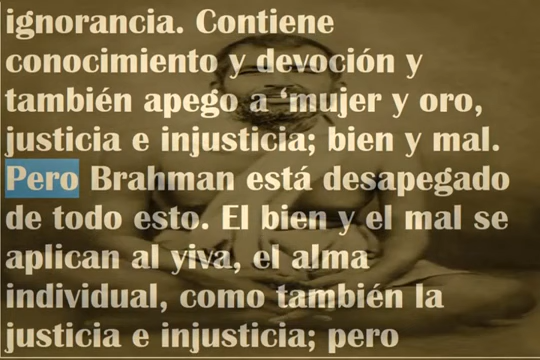 ignorancia. Contiene
conocimiento y devoción y
también apego a ‘mujer y oro,
justicia e injusticia; bien y mal.
Pero Brahman está desapegado
de todo esto. El bien y el mal se
aplican al yiva, el alma
individual, como también la
justicia e injusticia; pero